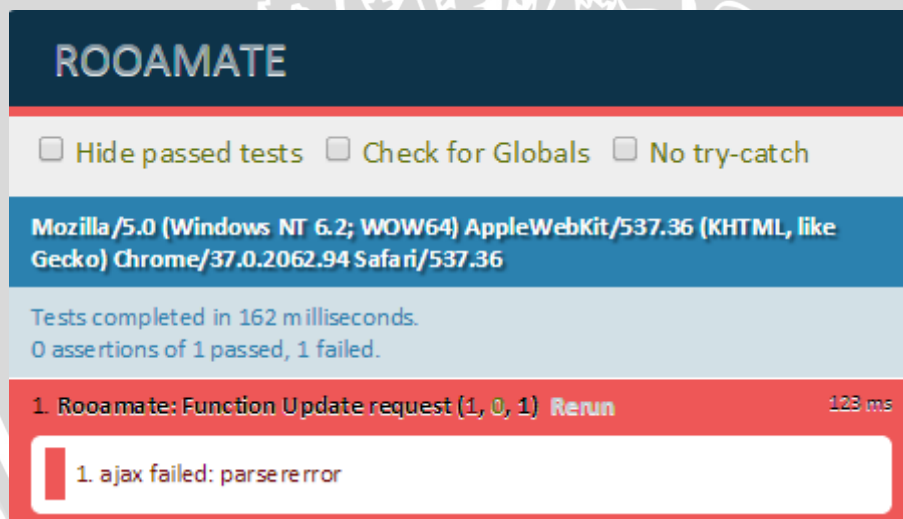 ROOAMATE
Hide passed tests Check for Globals No try-catch
Mozilla/5.0 (Windows NT 6.2; WOW64) AppleWebKit/537.36 (KHTML, like
Gecko) Chrome/37.0.2062.94 Safari/537.36
Tests completed in 162 milliseconds.
0 assertions of 1 passed, 1 failed.
1. Rooamate: Function Update request (1, 0, 1) Rerun 123 ms
1. ajax failed: parsererror